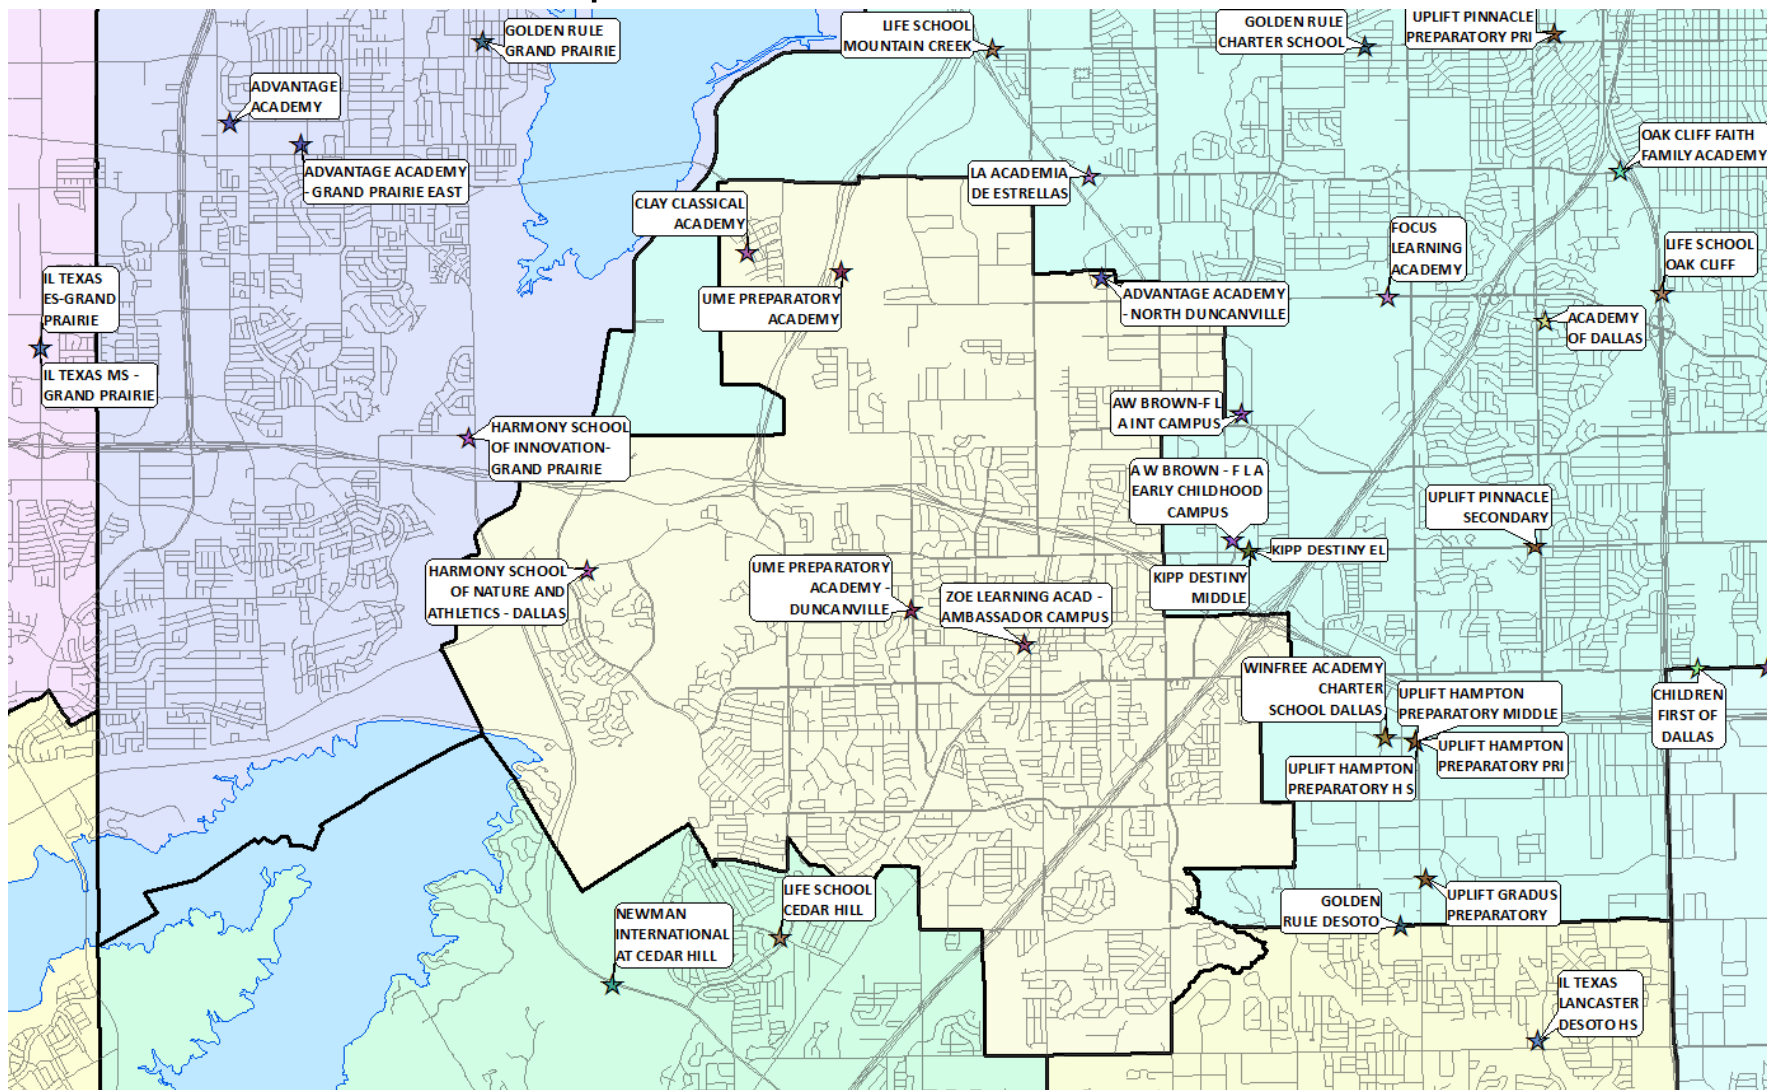 GOLDEN RULE
GRAND PRAIRIE
LIFE SCHOOL
MOUNTAIN CREEK
GOLDEN RULE
CHARTER SCHOOL
UPLIFT PINNACLE
PREPARATORY PRI
ADVANTAGE
ACADEMY
ADVANTAGE ACADEMY
- GRAND PRAIRIE EAST
OAK CLIFF FAITH
FAMILY ACADEMY
LA ACADEMIA
DE ESTRELLAS
CLAY CLASSICAL
ACADEMY
FOCUS
LEARNING
ACADEMY
LIFE SCHOOL
OAK CLIFF
IL TEXAS
ES-GRAND
PRAIRIE
UME PREPARATORY
ACADEMY
ADVANTAGE ACADEMY
- NORTH DUNCANVILLE
ACADEMY
OF DALLAS
IL TEXAS MS -
GRAND PRAIRIE
AW BROWN-F L
A INT CAMPUS
HARMONY SCHOOL
OF INNOVATION-
GRAND PRAIRIE
A W BROWN - F L A
EARLY CHILDHOOD
CAMPUS
UPLIFT PINNACLE
SECONDARY
KIPP DESTINY EL
KIPP DESTINY
MIDDLE
HARMONY SCHOOL
OF NATURE AND
ATHLETICS - DALLAS
UME PREPARATORY
ACADEMY -
DUNCANVILLE
ZOE LEARNING ACAD -
AMBASSADOR CAMPUS
WINFREE ACADEMY
CHARTER
SCHOOL DALLAS
UPLIFT HAMPTON
PREPARATORY MIDDLE
CHILDREN
FIRST OF
DALLAS
UPLIFT HAMPTON
PREPARATORY PRI
UPLIFT HAMPTON
PREPARATORY H S
LIFE SCHOOL
CEDAR HILL
NEWMAN
INTERNATIONAL
AT CEDAR HILL
GOLDEN
RULE DESOTO
UPLIFT GRADUS
PREPARATORY
IL TEXAS
LANCASTER
DESOTO HS